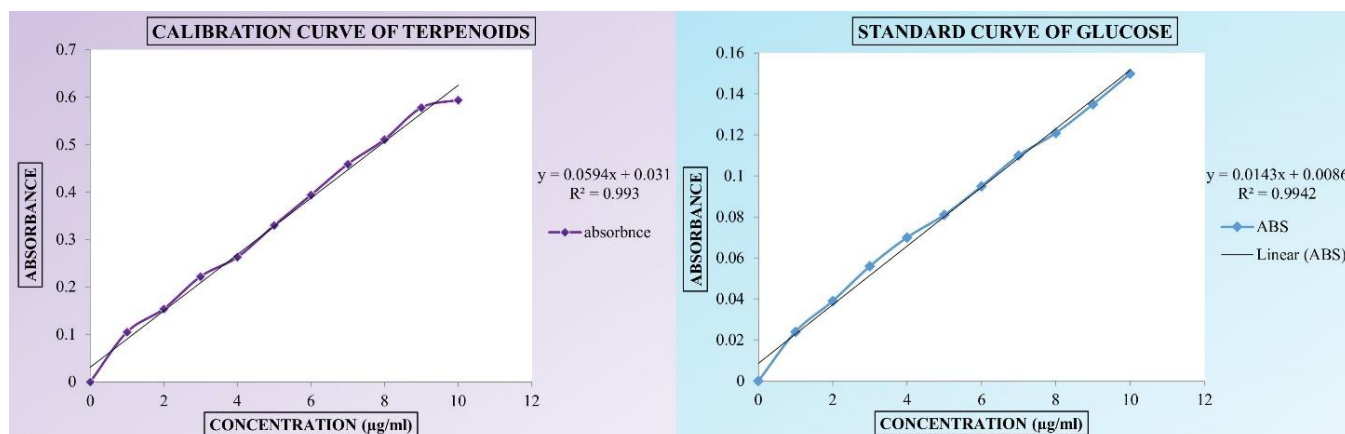 CALIBRATION CURVE OF TERPENOIDS
0.7
0.6
0.5
0.4
0.3
0.2
0.1
0
ABSORBANCE
0 2 4 6 8 10 12
CONCENTRATION (µg/ml)
y = 0.0594x + 0.031
R² = 0.993
absorbnce
STANDARD CURVE OF GLUCOSE
0.16
0.14
0.12
0.1
0.08
0.06
0.04
0.02
0
ABSORBANCE
0 2 4 6 8 10 12
CONCENTRATION (µg/ml)
y = 0.0143x + 0.0086
R² = 0.9942
ABS
Linear (ABS)